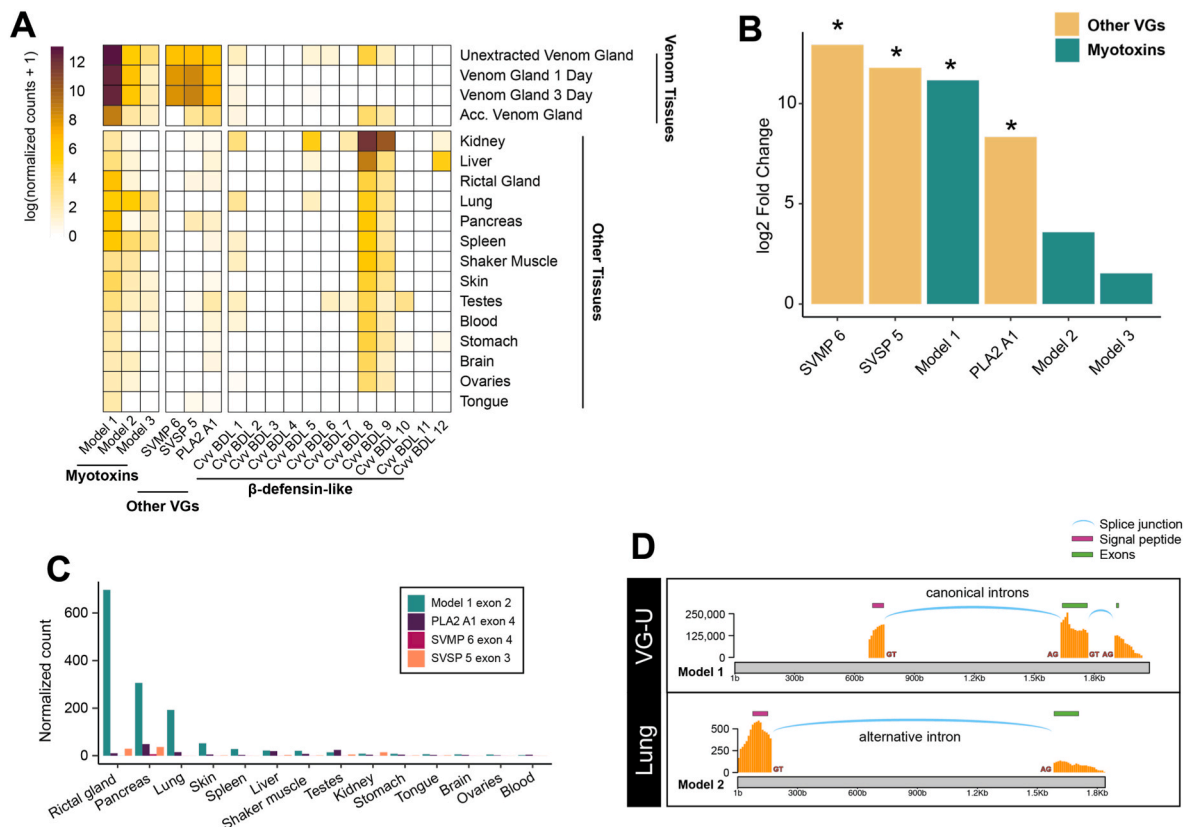 A
log(normalized counts + 1)
12
10
8
6
4
2
0
Unextracted Venom Gland
Venom Gland 1 Day
Venom Gland 3 Day
Acc. Venom Gland
Kidney
Liver
Rictal Gland
Lung
Pancreas
Spleen
Shaker Muscle
Skin
Testes
Blood
Stomach
Brain
Ovaries
Tongue
Venom Tissues
Other Tissues
Model 1
Model 2
Model 3
SVMP 6
SVSP 5
PLA2 A1
Cvv BDL 1
Cvv BDL 2
Cvv BDL 3
Cvv BDL 4
Cvv BDL 5
Cvv BDL 6
Cvv BDL 7
Cvv BDL 8
Cvv BDL 9
Cvv BDL 10
Cvv BDL 11
Cvv BDL 12
Myotoxins
Other VGs
β-defensin-like
B
Other VGs
Myotoxins
log2 Fold Change
10
5
0
* * * *
SVMP 6
SVSP 5
Model 1
PLA2 A1
Model 2
Model 3
C
Normalized count
600
400
200
0
Model 1 exon 2
PLA2 A1 exon 4
SVMP 6 exon 4
SVSP 5 exon 3
Rictal gland
Pancreas
Lung
Skin
Spleen
Liver
Shaker muscle
Testes
Kidney
Stomach
Tongue
Brain
Ovaries
Blood
D
Splice junction
Signal peptide
Exons
VG-U
canonical introns
250,000
125,000
0
GT AG GT AG
Model 1
1b 300b 600b 900b 1.2Kb 1.5Kb 1.8Kb
Lung
alternative intron
500
250
0
GT AG
Model 2
1b 300b 600b 900b 1.2Kb 1.5Kb 1.8Kb